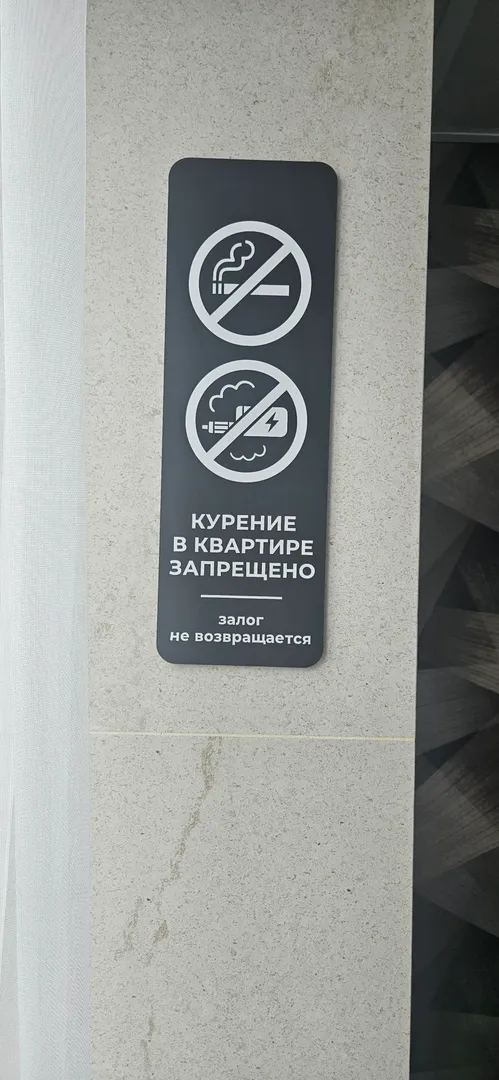 КУРЕНИЕ
В КВАРТИРЕ
ЗАПРЕЩЕНО
залог
не возвращается